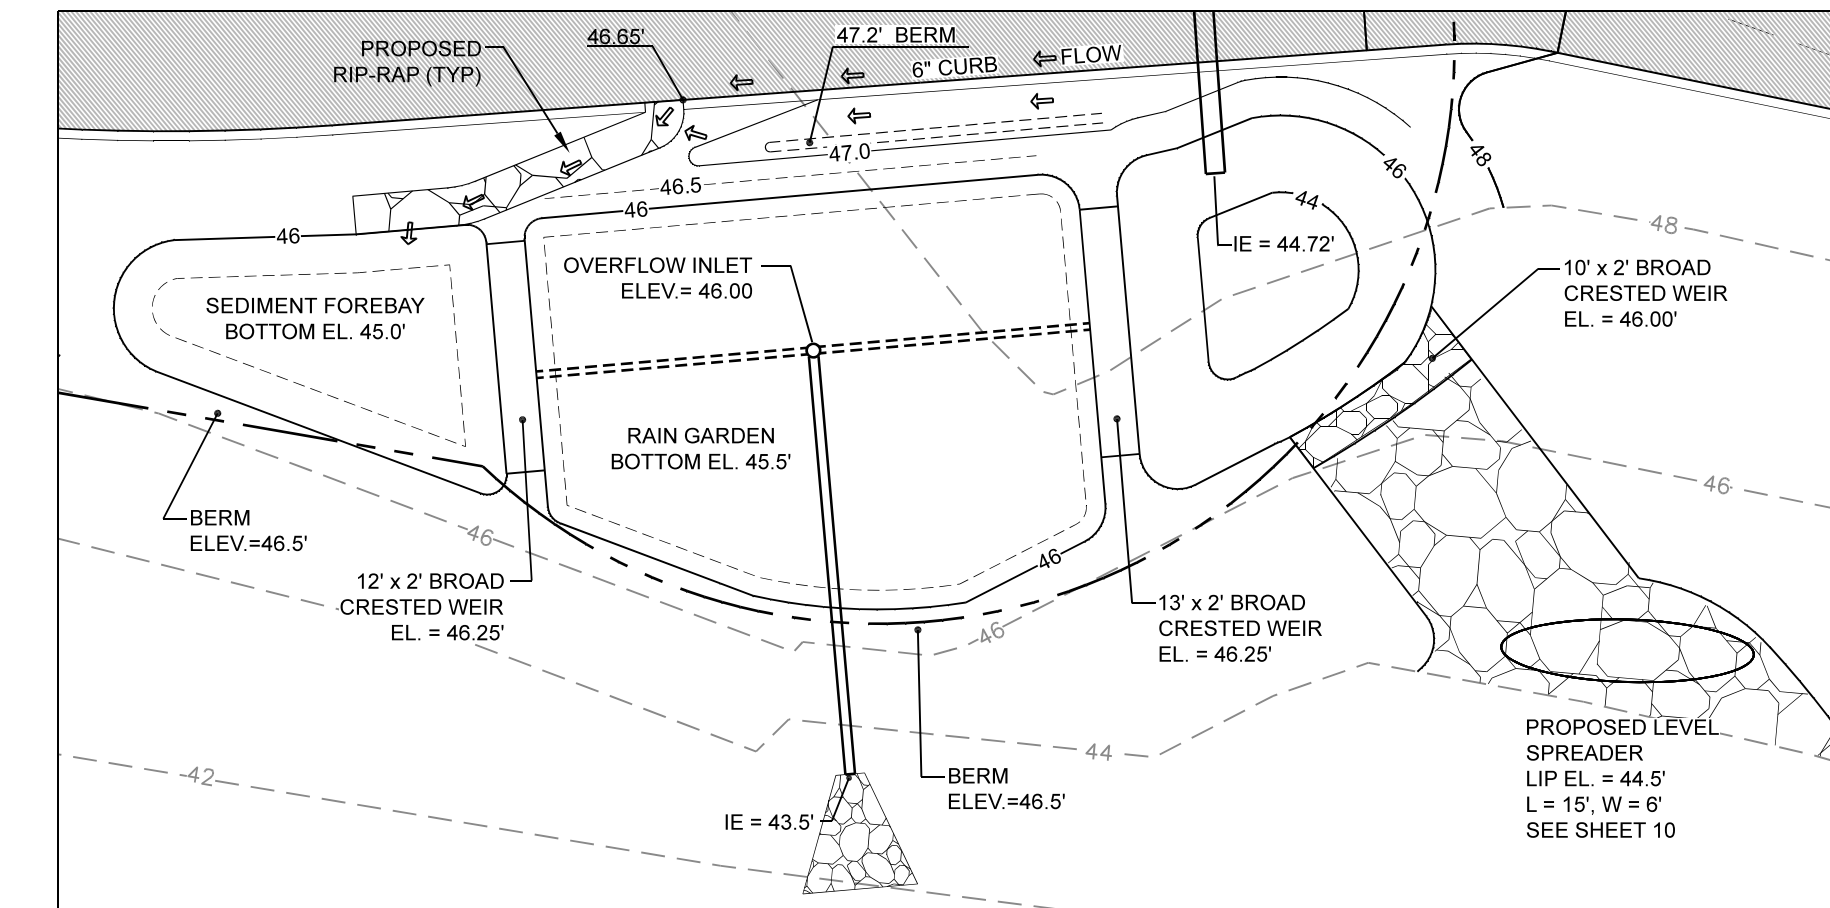 PROPOSED
RIP-RAP (TYP)
46.65'
47.2' BERM
6" CURB
FLOW
47.0
46.5
46
46
46
44
48
48
IE = 44.72'
OVERFLOW INLET
ELEV.= 46.00
10' x 2' BROAD
CRESTED WEIR
EL. = 46.00'
SEDIMENT FOREBAY
BOTTOM EL. 45.0'
RAIN GARDEN
BOTTOM EL. 45.5'
46
BERM
ELEV.=46.5'
46
46
12' x 2' BROAD
CRESTED WEIR
EL. = 46.25'
13' x 2' BROAD
CRESTED WEIR
EL. = 46.25'
46
44
42
PROPOSED LEVEL
SPREADER
LIP EL. = 44.5'
L = 15', W = 6'
SEE SHEET 10
BERM
ELEV.=46.5'
IE = 43.5'